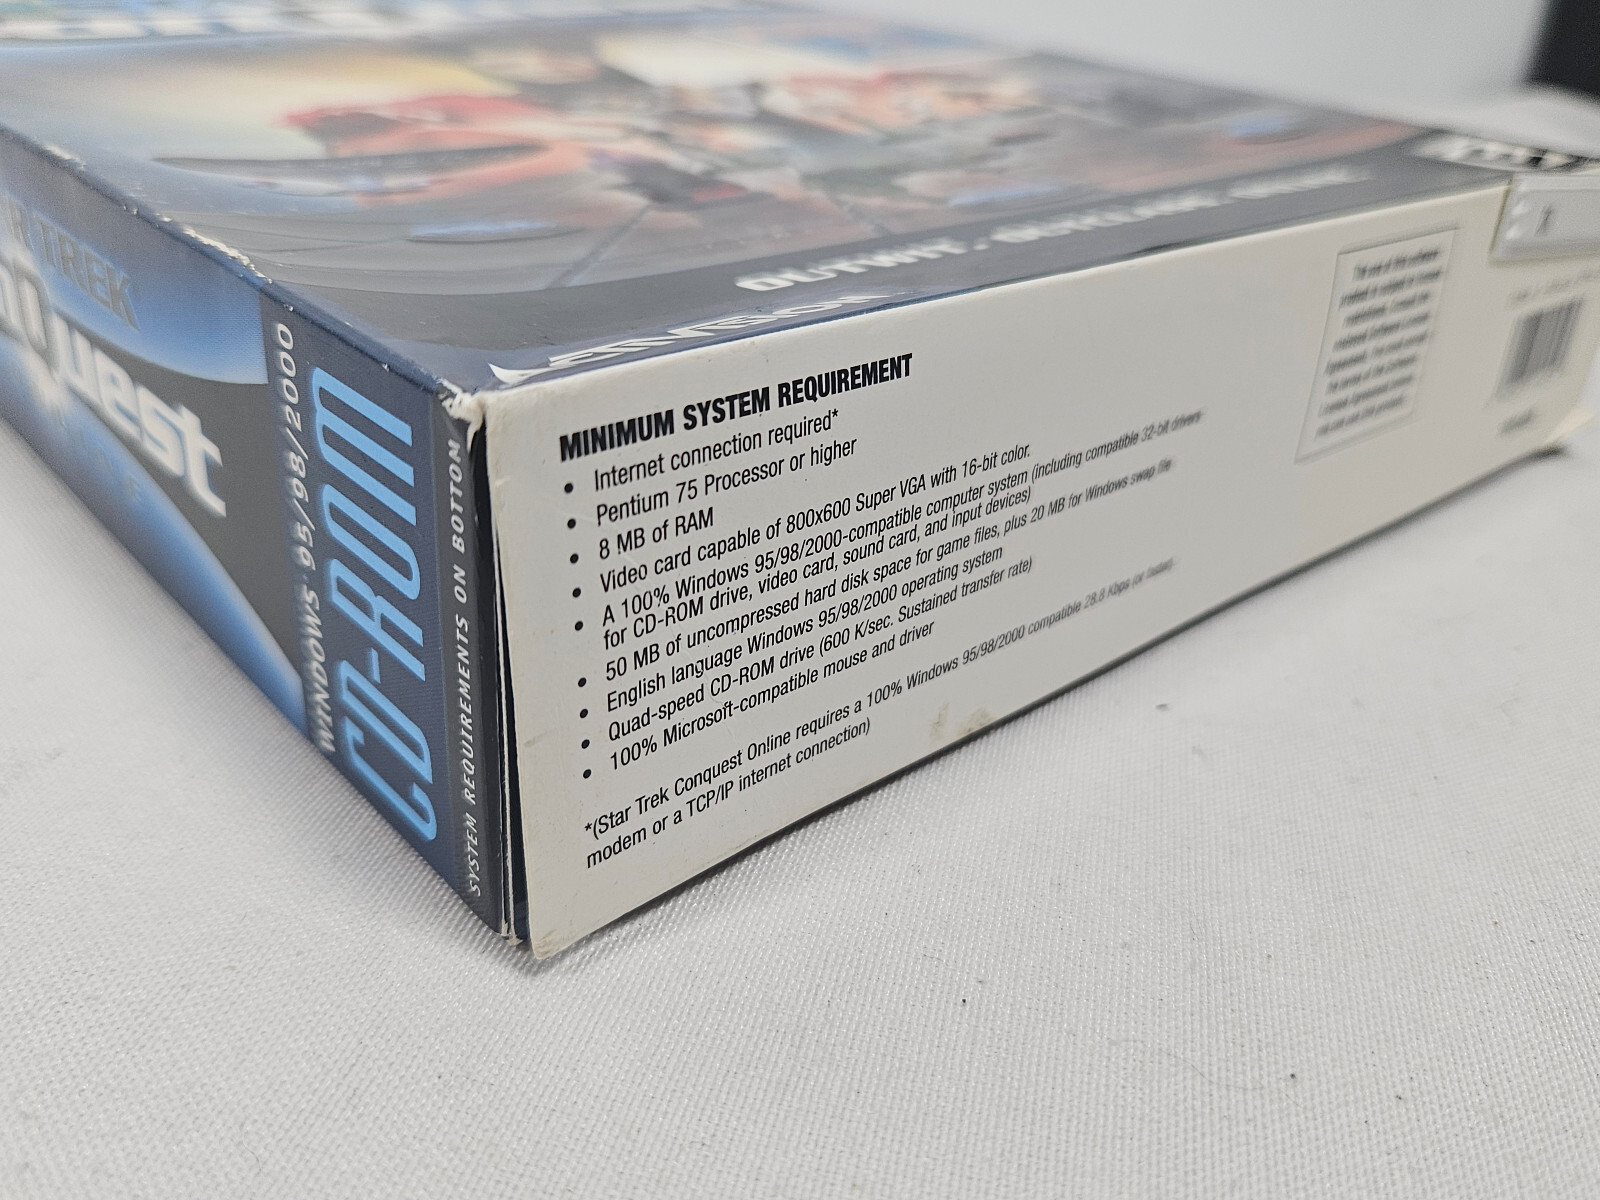 OUTWIT.
ACTIVISION
TREK
Quest
WINDOWS 95/98/2000
CD-ROM
SYSTEM REQUIREMENTS ON BOTTOM
MINIMUM SYSTEM REQUIREMENT
• Internet connection required*
• Pentium 75 Processor or higher
• 8 MB of RAM
• Video card capable of 800x600 Super VGA with 16-bit color.
• A 100% Windows 95/98/2000-compatible computer system (including compatible 32-bit drivers
for CD-ROM drive, video card, sound card, and input devices)
• 50 MB of uncompressed hard disk space for game files, plus 20 MB for Windows swap file
• English language Windows 95/98/2000 operating system
• Quad-speed CD-ROM drive (600 K/sec. Sustained transfer rate)
• 100% Microsoft-compatible mouse and driver
*(Star Trek Conquest Online requires a 100% Windows 95/98/2000 compatible 28.8 Kbps (or faster)
modem or a TCP/IP internet connection)